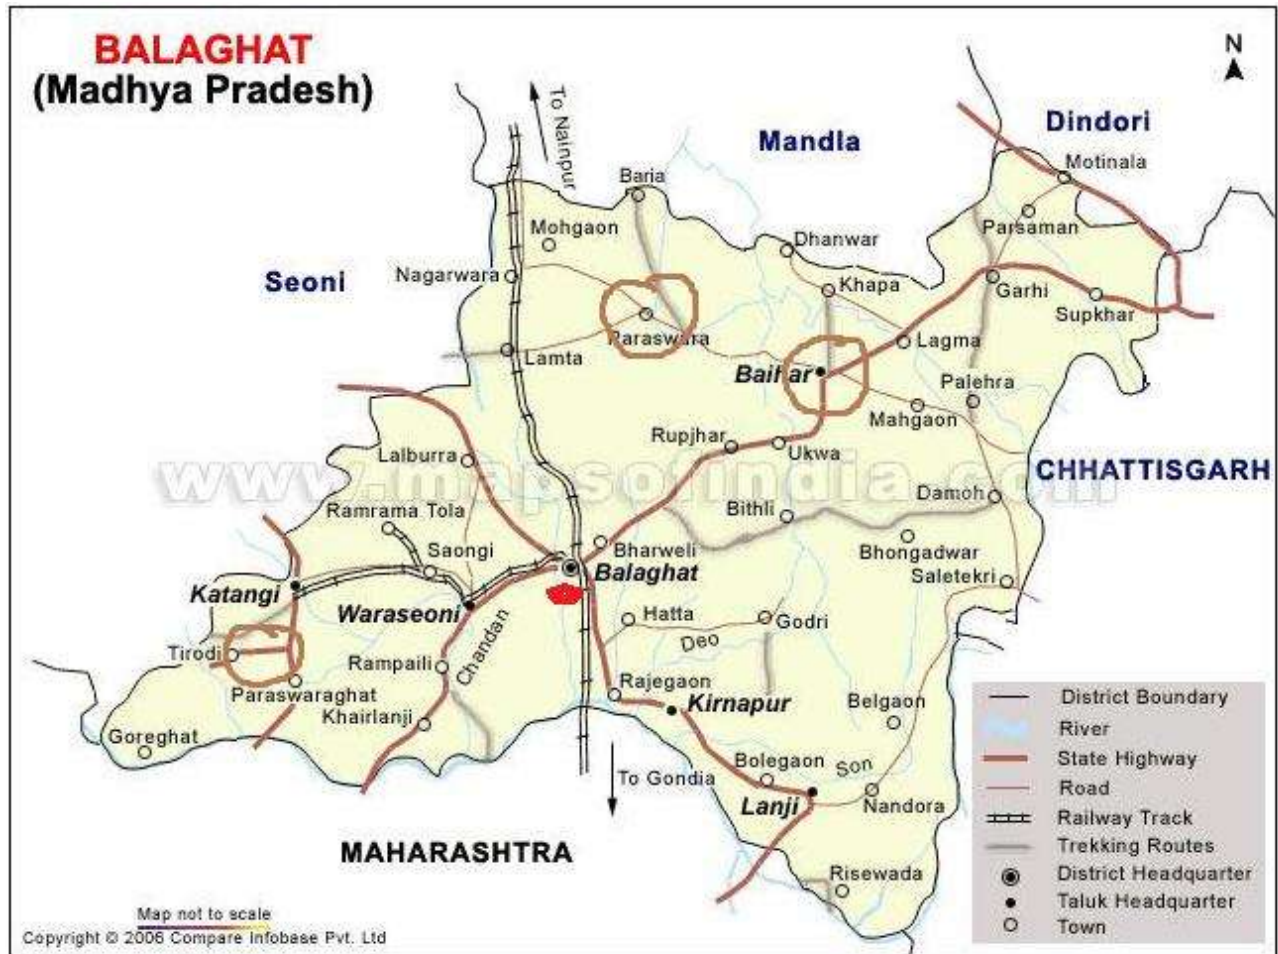 BALAGHAT
(Madhya Pradesh)
N
To Nainpur
Mandla
Dindori
Motinala
Baria
Parsaman
Mohgaon
Dhanwar
Seoni
Nagarwara
Khapa
Garhi
Supkhar
Paraswara
Lagma
Lamta
Baihar
Palehra
Mahgaon
Rupjhar
Ukwa
Lalburra
www.mapsofindia.com
CHHATTISGARH
Damoh
Bithli
Ramrama Tola
Saongi
Bharweli
Bhongadwar
Balaghat
Saletekri
Katangi
Waraseoni
Hatta
Godri
Chandan
Deo
Tirodi
Rampaili
Rajegaon
Paraswaraghat
Kirnapur
Belgaon
Khairlanji
Goreghat
Bolegaon
Son
To Gondia
Lanji
Nandora
MAHARASHTRA
Risewada
District Boundary
River
State Highway
Road
Railway Track
Trekking Routes
District Headquarter
Taluk Headquarter
Town
Map not to scale
Copyright © 2006 Compare Infobase Pvt. Ltd